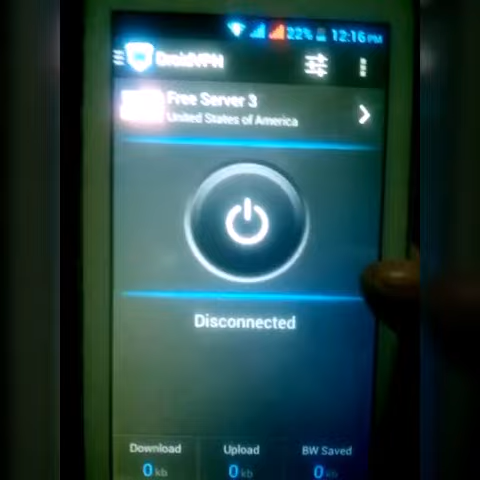 22% 12:16 PM
DroidVPN
Free Server 3
United States of America
Disconnected
Download Upload BW Saved
0 kb 0 kb 0 kb